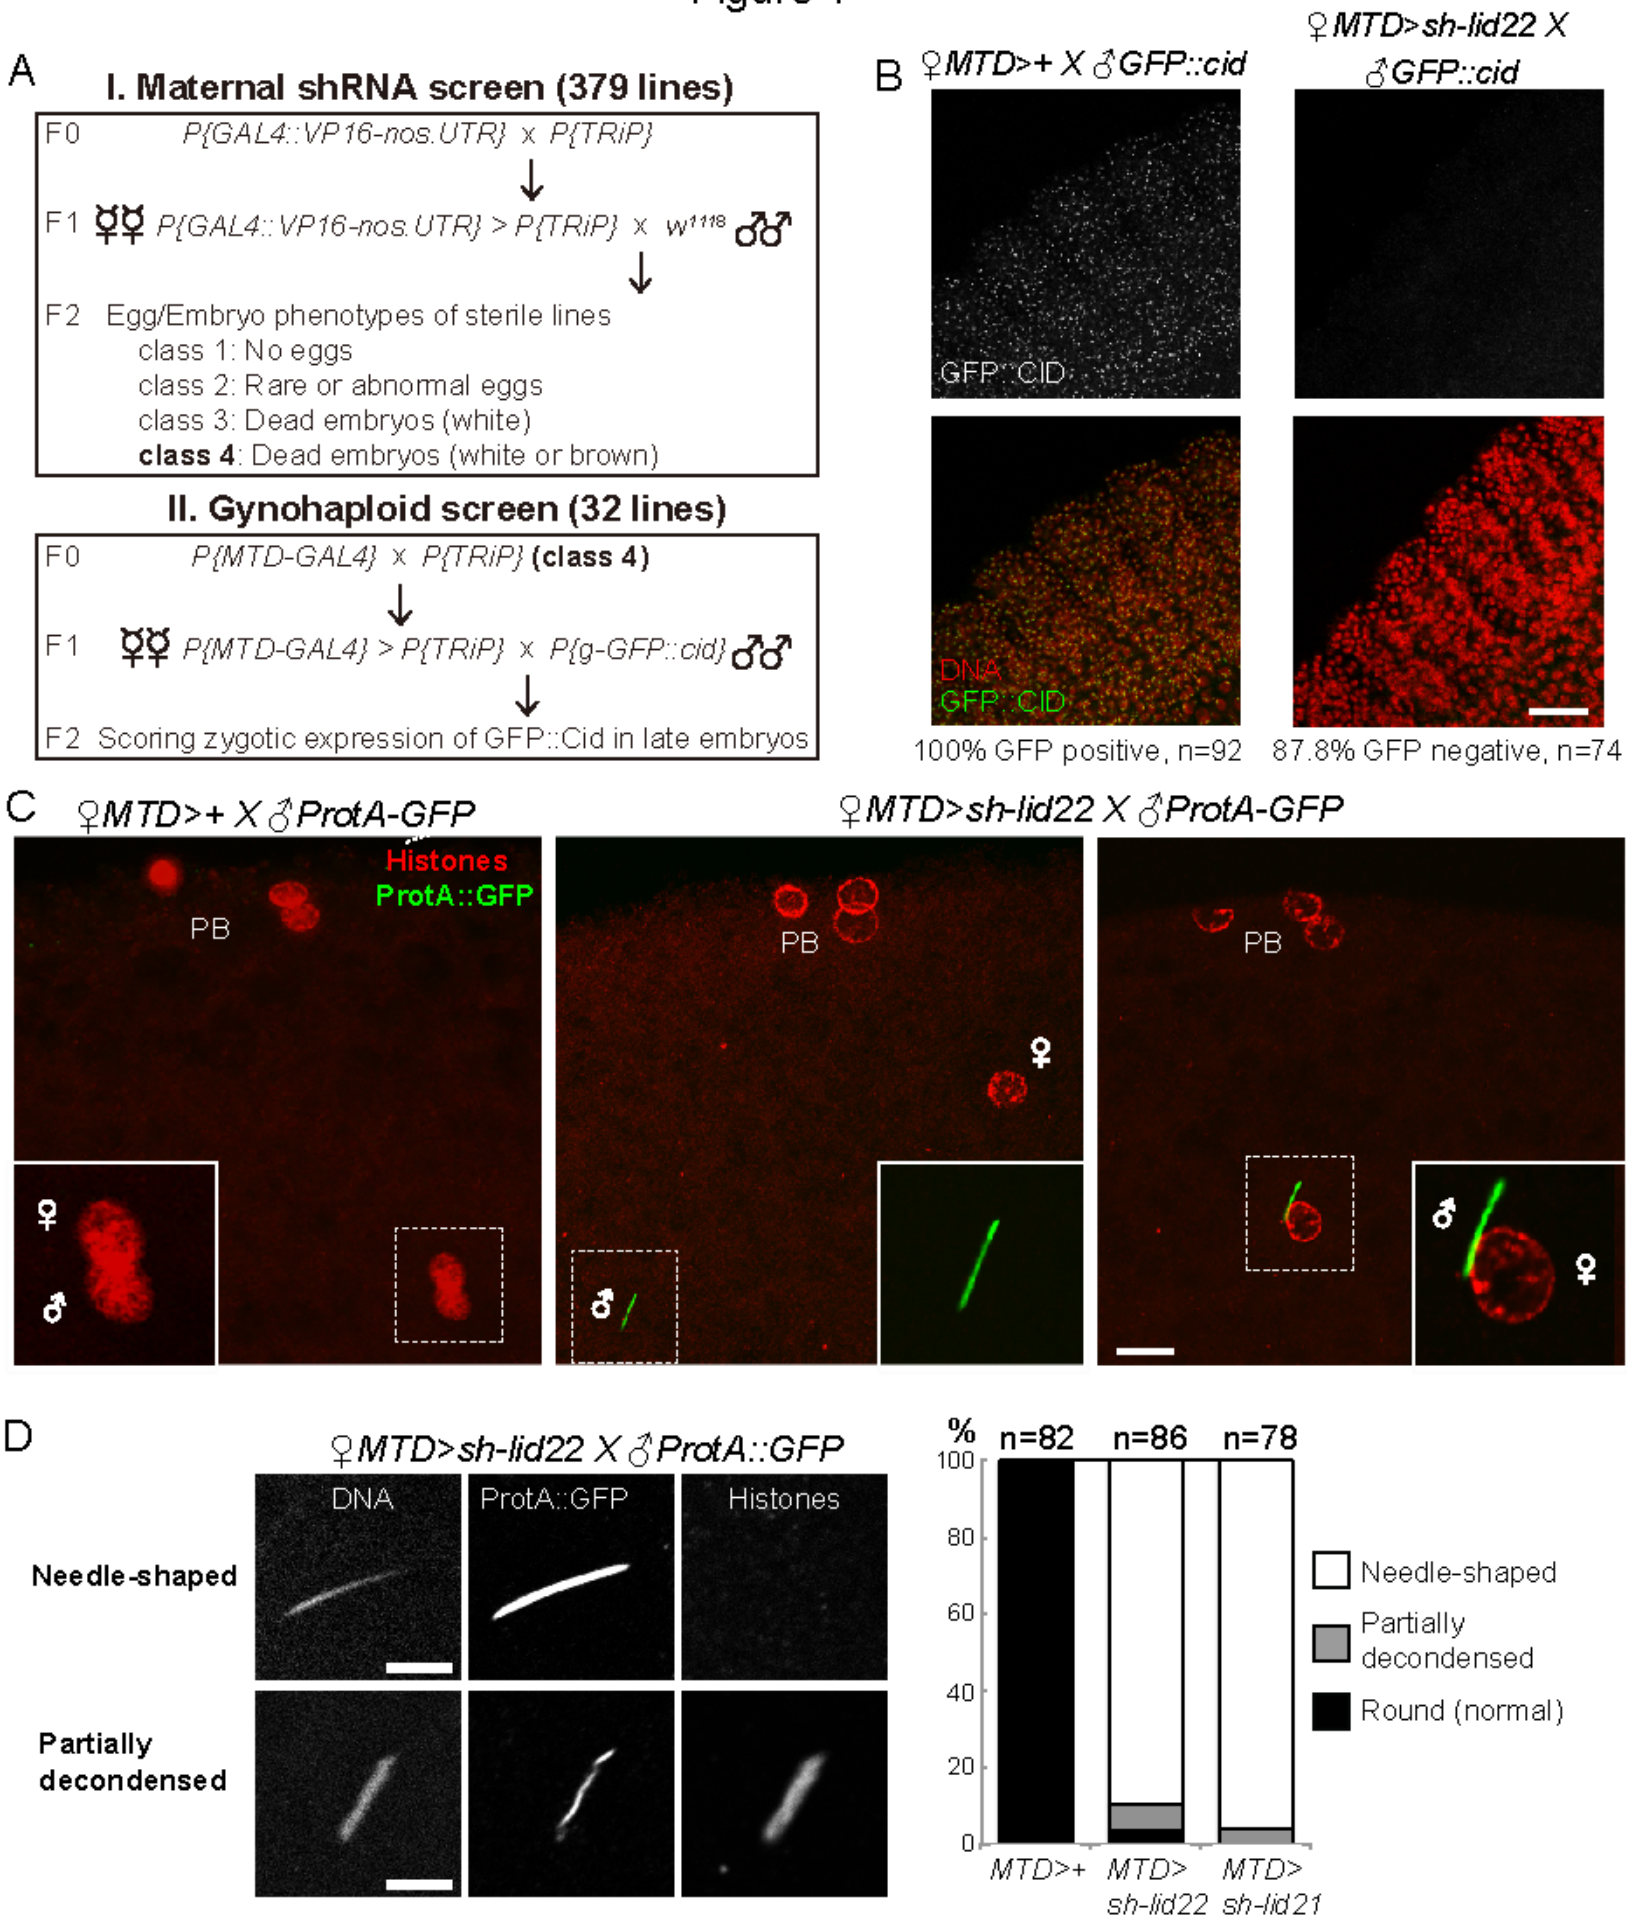 Figure 1
A
I. Maternal shRNA screen (379 lines)
F0 P{GAL4::VP16-nos.UTR} x P{TRiP}
F1 ☿☿ P{GAL4::VP16-nos.UTR} > P{TRiP} x w1118 ♂♂
F2 Egg/Embryo phenotypes of sterile lines
class 1: No eggs
class 2: Rare or abnormal eggs
class 3: Dead embryos (white)
class 4: Dead embryos (white or brown)
II. Gynohaploid screen (32 lines)
F0 P{MTD-GAL4} x P{TRiP} (class 4)
F1 ☿☿ P{MTD-GAL4} > P{TRiP} x P{g-GFP::cid} ♂♂
F2 Scoring zygotic expression of GFP::Cid in late embryos
B
♀MTD>+ X ♂GFP::cid
♀MTD>sh-lid22 X
♂GFP::cid
GFP::CID
DNA
GFP::CID
100% GFP positive, n=92
87.8% GFP negative, n=74
C
♀MTD>+ X ♂ProtA-GFP
♀MTD>sh-lid22 X ♂ProtA-GFP
Histones
ProtA::GFP
PB
♀
♂
PB
♀
♂
PB
♂
♀
D
♀MTD>sh-lid22 X ♂ProtA::GFP
DNA
ProtA::GFP
Histones
Needle-shaped
Partially
decondensed
%
n=82
n=86
n=78
100
80
60
40
20
0
MTD>+
MTD>
sh-lid22
MTD>
sh-lid21
Needle-shaped
Partially
decondensed
Round (normal)